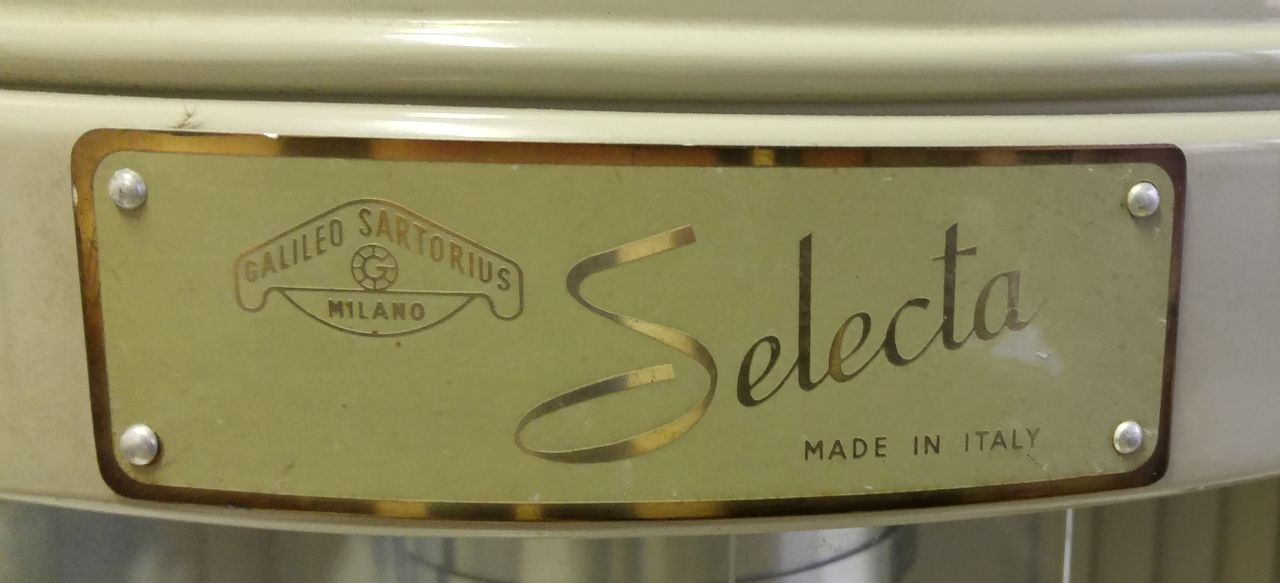 GALILEO SARTORIUS
G
MILANO
Selecta
MADE IN ITALY